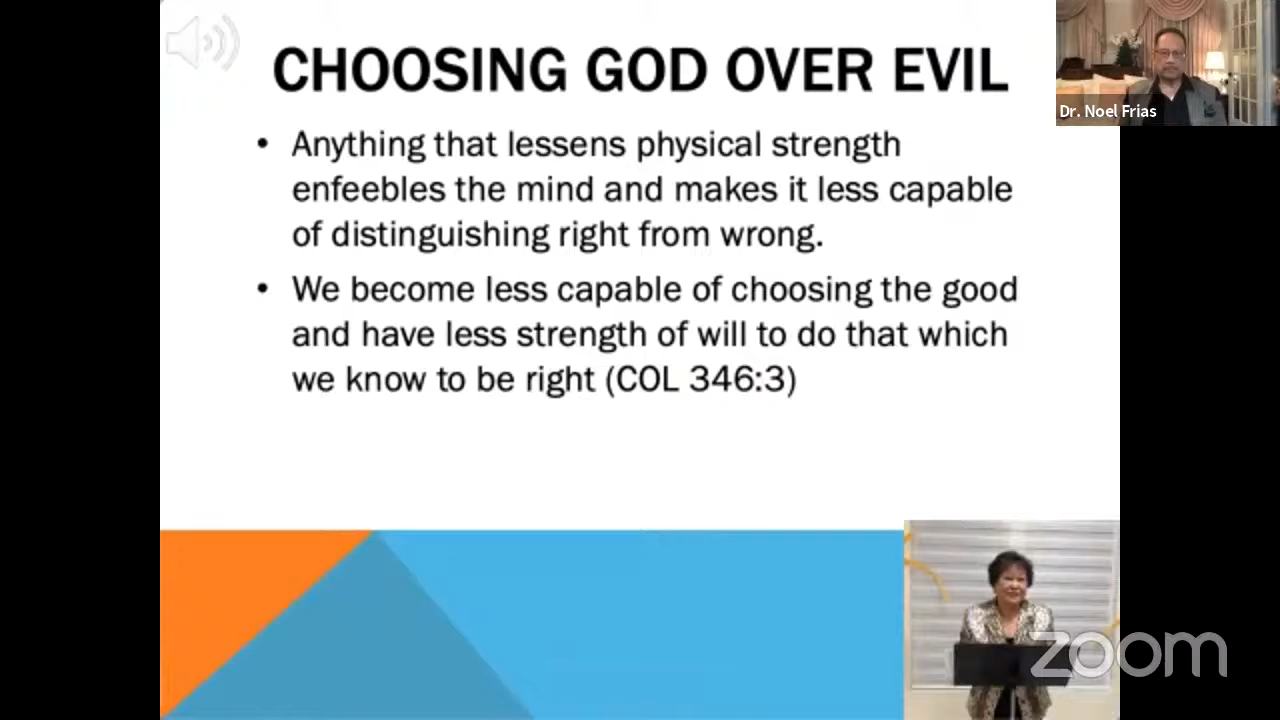 CHOOSING GOD OVER EVIL
• Anything that lessens physical strength
enfeebles the mind and makes it less capable
of distinguishing right from wrong.
• We become less capable of choosing the good
and have less strength of will to do that which
we know to be right (COL 346:3)
Dr. Noel Frias
zoom